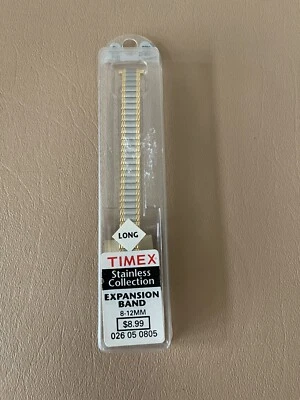 LONG
TIMEX
Stainless
Collection
EXPANSION
BAND
8-12MM
$8.99
026 05 0805